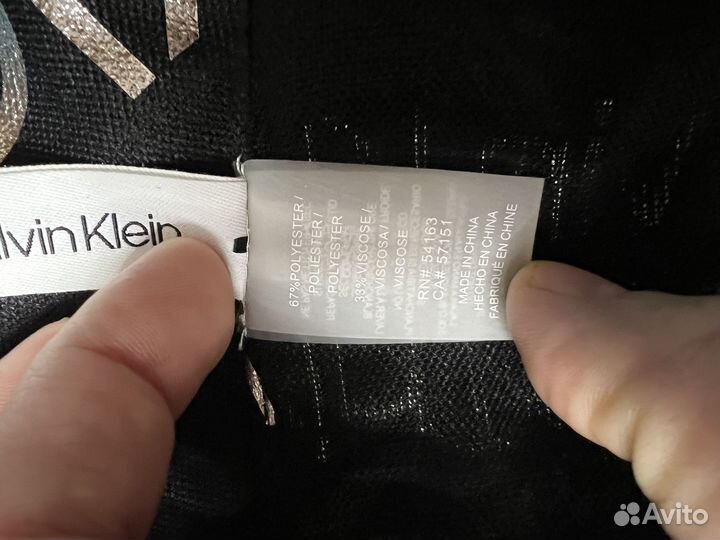 lvin Klein
67%POLYESTER/
POLIÉSTER/
POLYESTER
33%VISCOSE/
VISCOSA/
VISCOSE
RN# 54163
CA# 57151
MADE IN CHINA
HECHO EN CHINA
FABRIQUÉ EN CHINE
Avito